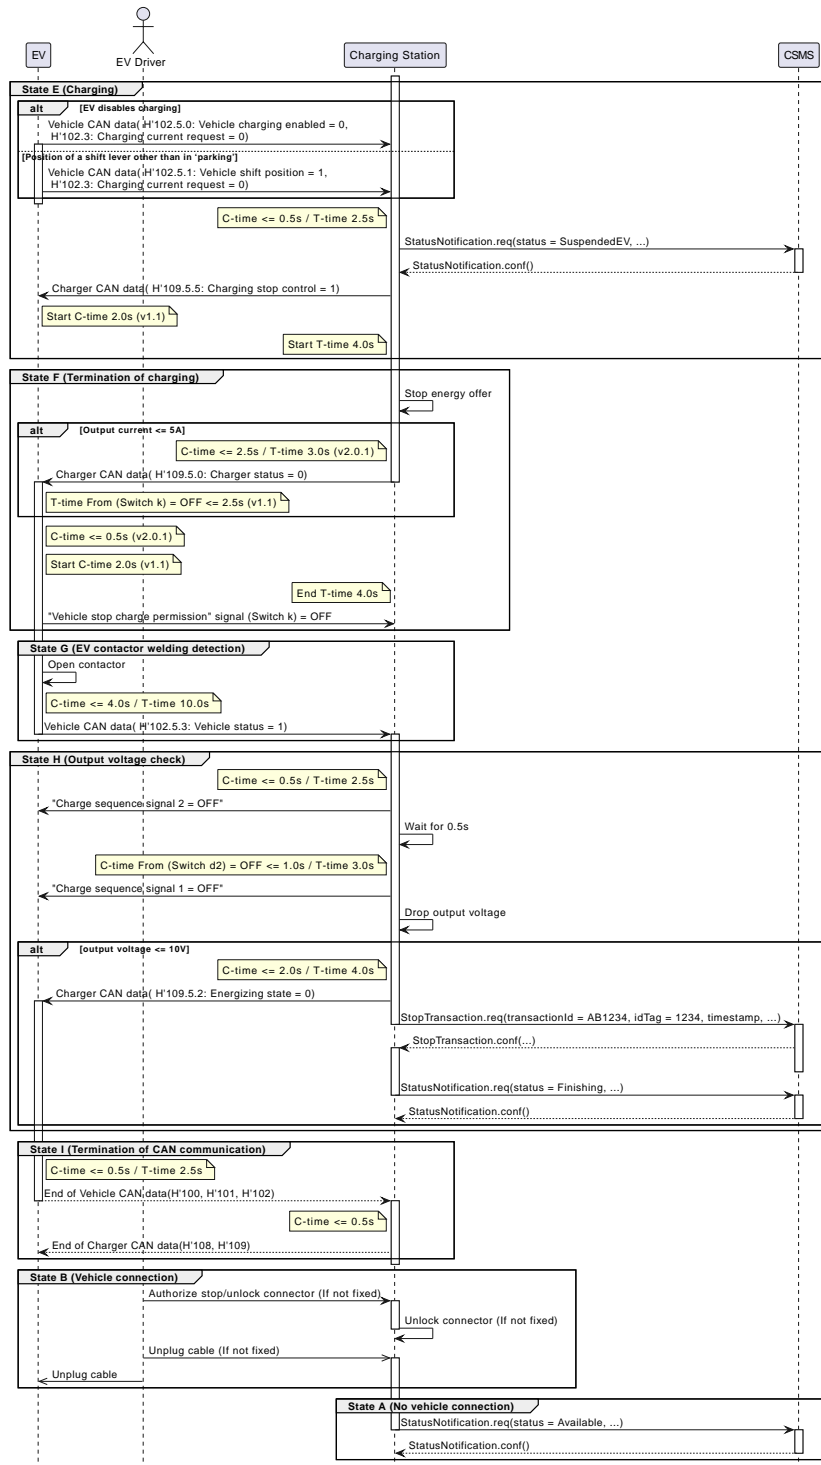 EV
EV Driver
Charging Station
CSMS
State E (Charging)
alt
[EV disables charging]
Vehicle CAN data( H'102.5.0: Vehicle charging enabled = 0,
H'102.3: Charging current request = 0)
[Position of a shift lever other than in 'parking']
Vehicle CAN data( H'102.5.1: Vehicle shift position = 1,
H'102.3: Charging current request = 0)
C-time <= 0.5s / T-time 2.5s
StatusNotification.req(status = SuspendedEV, ...)
StatusNotification.conf()
Charger CAN data( H'109.5.5: Charging stop control = 1)
Start C-time 2.0s (v1.1)
Start T-time 4.0s
State F (Termination of charging)
Stop energy offer
alt
[Output current <= 5A]
C-time <= 2.5s / T-time 3.0s (v2.0.1)
Charger CAN data( H'109.5.0: Charger status = 0)
T-time From (Switch k) = OFF <= 2.5s (v1.1)
C-time <= 0.5s (v2.0.1)
Start C-time 2.0s (v1.1)
End T-time 4.0s
"Vehicle stop charge permission" signal (Switch k) = OFF
State G (EV contactor welding detection)
Open contactor
C-time <= 4.0s / T-time 10.0s
Vehicle CAN data( H'102.5.3: Vehicle status = 1)
State H (Output voltage check)
C-time <= 0.5s / T-time 2.5s
"Charge sequence signal 2 = OFF"
Wait for 0.5s
C-time From (Switch d2) = OFF <= 1.0s / T-time 3.0s
"Charge sequence signal 1 = OFF"
Drop output voltage
alt
[output voltage <= 10V]
C-time <= 2.0s / T-time 4.0s
Charger CAN data( H'109.5.2: Energizing state = 0)
StopTransaction.req(transactionId = AB1234, idTag = 1234, timestamp, ...)
StopTransaction.conf(...)
StatusNotification.req(status = Finishing, ...)
StatusNotification.conf()
State I (Termination of CAN communication)
C-time <= 0.5s / T-time 2.5s
End of Vehicle CAN data(H'100, H'101, H'102)
C-time <= 0.5s
End of Charger CAN data(H'108, H'109)
State B (Vehicle connection)
Authorize stop/unlock connector (If not fixed)
Unlock connector (If not fixed)
Unplug cable (If not fixed)
Unplug cable
State A (No vehicle connection)
StatusNotification.req(status = Available, ...)
StatusNotification.conf()